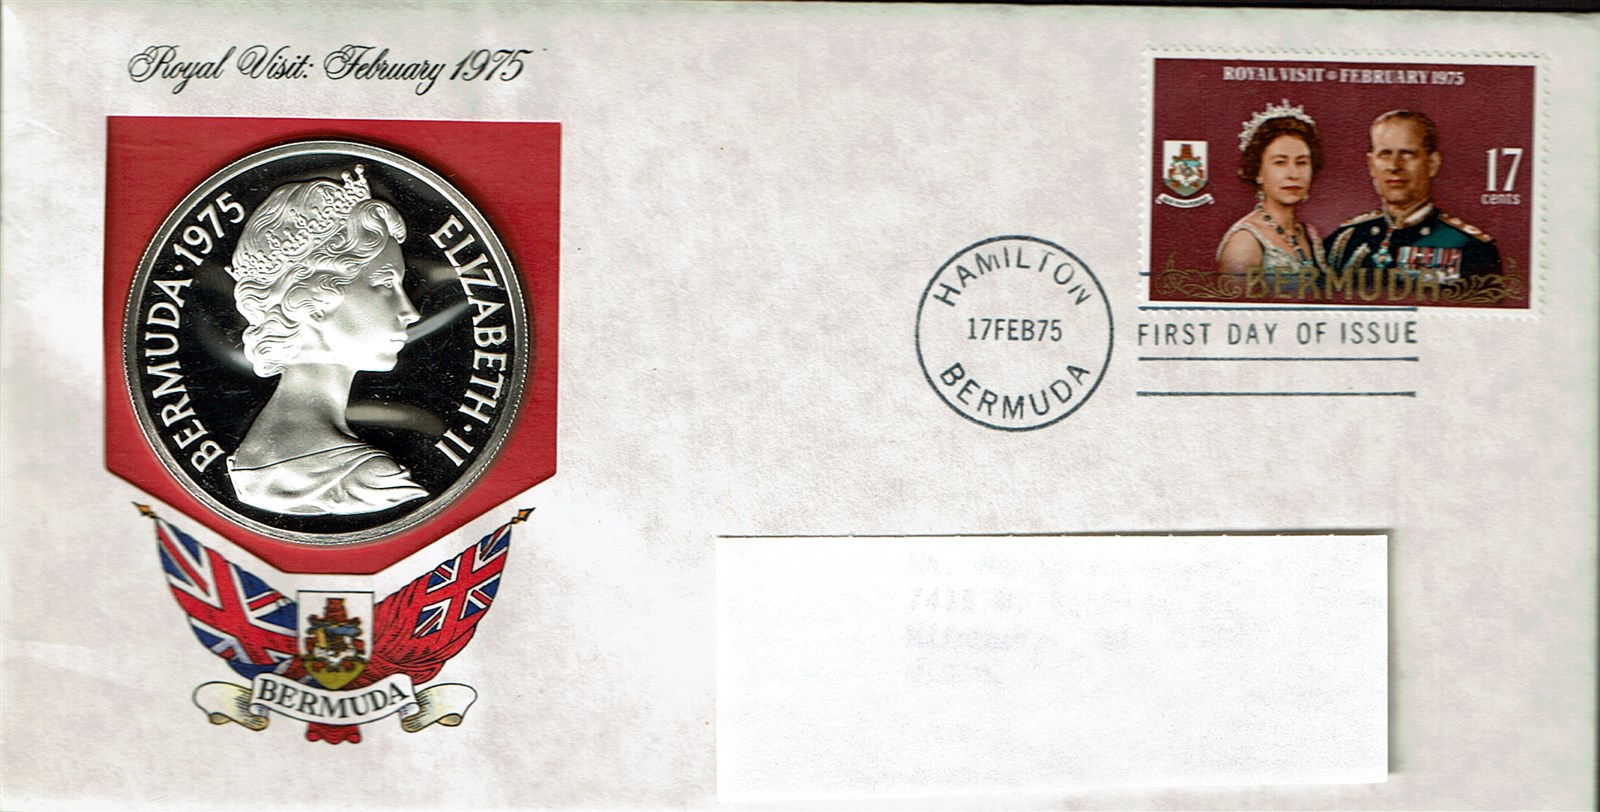 Royal Visit: February 1975
BERMUDA · 1975
ELIZABETH · II
BERMUDA
ROYAL VISIT FEBRUARY 1975
17
cents
BERMUDA
HAMILTON
17FEB75
BERMUDA
FIRST DAY OF ISSUE